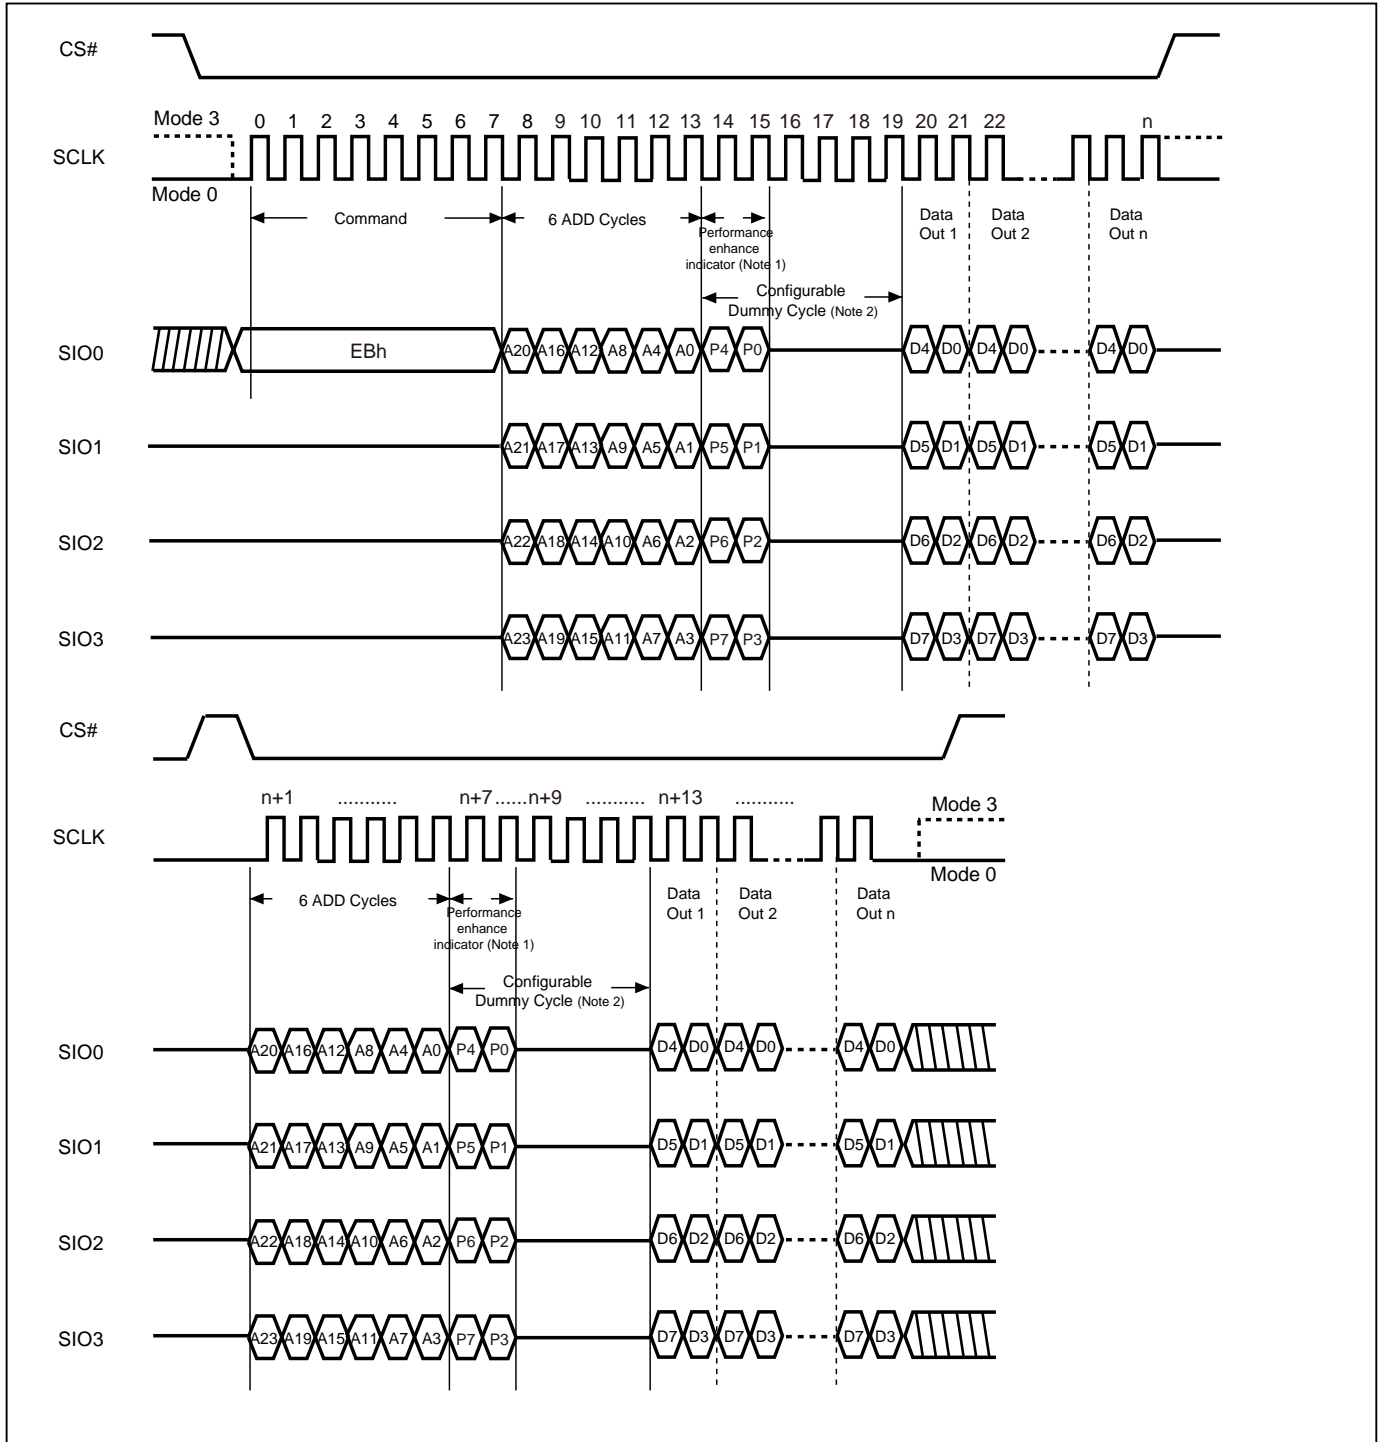 CS#
Mode 3
0 1 2 3 4 5 6 7 8 9 10 11 12 13 14 15 16 17 18 19 20 21 22 n
SCLK
Mode 0
Command
6 ADD Cycles
Performance
enhance
indicator (Note 1)
Data
Out 1
Data
Out 2
Data
Out n
Configurable
Dummy Cycle (Note 2)
SIO0
EBh
A20 A16 A12 A8 A4 A0 P4 P0 D4 D0 D4 D0 D4 D0
SIO1
A21 A17 A13 A9 A5 A1 P5 P1 D5 D1 D5 D1 D5 D1
SIO2
A22 A18 A14 A10 A6 A2 P6 P2 D6 D2 D6 D2 D6 D2
SIO3
A23 A19 A15 A11 A7 A3 P7 P3 D7 D3 D7 D3 D7 D3
CS#
n+1 ........... n+7......n+9 ........... n+13 ...........
Mode 3
SCLK
Mode 0
6 ADD Cycles
Performance
enhance
indicator (Note 1)
Data
Out 1
Data
Out 2
Data
Out n
Configurable
Dummy Cycle (Note 2)
SIO0
A20 A16 A12 A8 A4 A0 P4 P0 D4 D0 D4 D0 D4 D0
SIO1
A21 A17 A13 A9 A5 A1 P5 P1 D5 D1 D5 D1 D5 D1
SIO2
A22 A18 A14 A10 A6 A2 P6 P2 D6 D2 D6 D2 D6 D2
SIO3
A23 A19 A15 A11 A7 A3 P7 P3 D7 D3 D7 D3 D7 D3